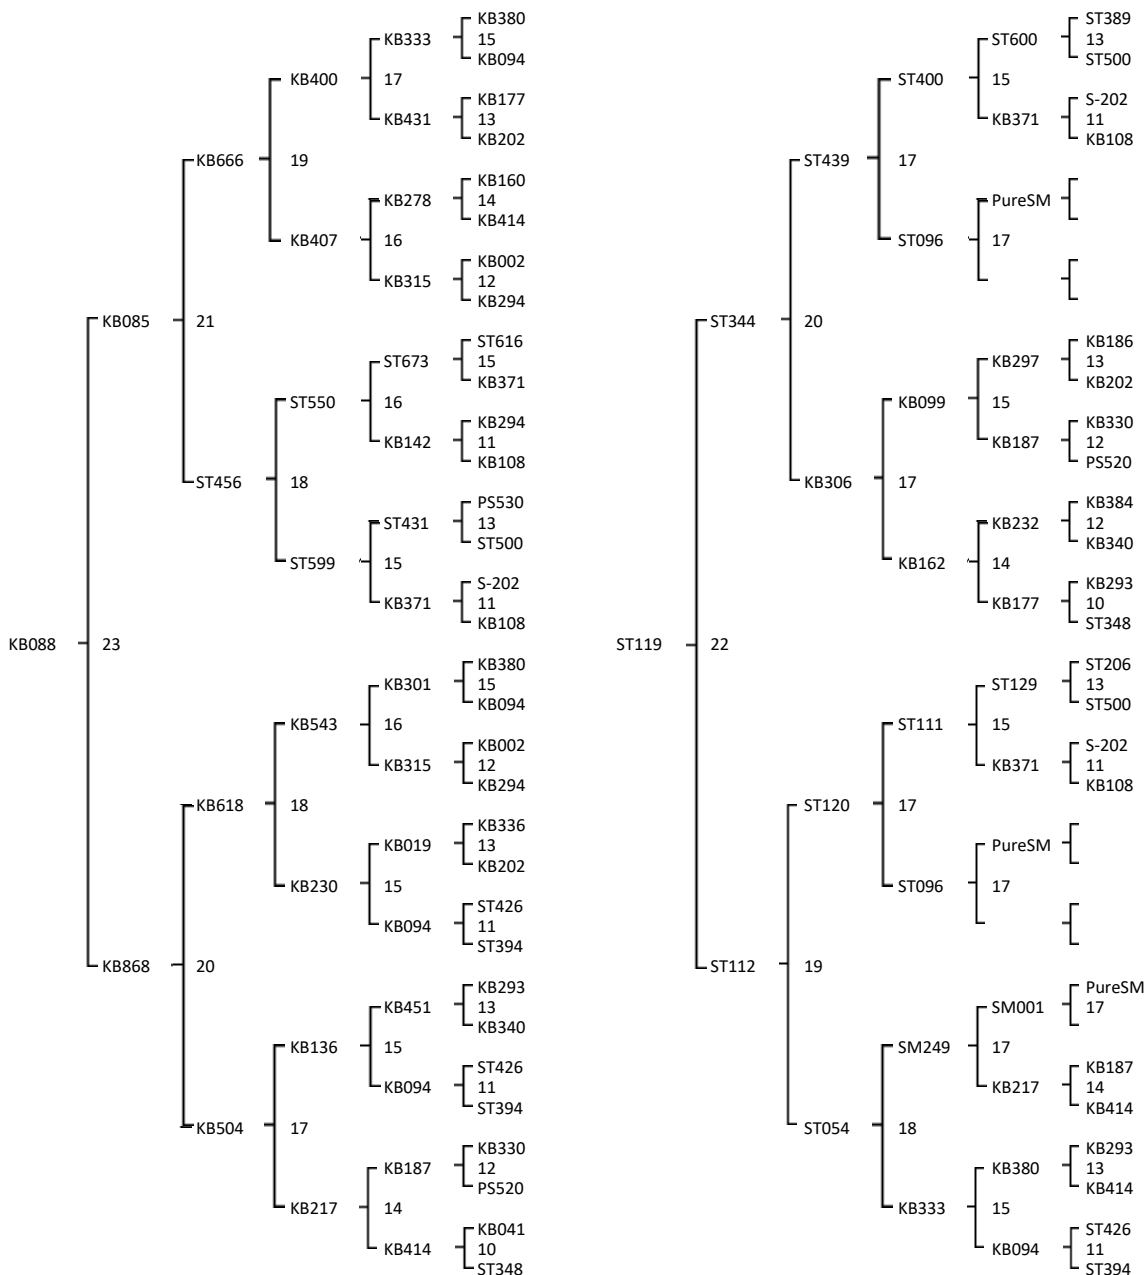 KB380
KB333 15
KB094
KB400 17
KB177
KB431 13
KB202
KB666 19
KB160
KB278 14
KB414
KB407 16
KB002
KB315 12
KB294
KB085 21
ST616
ST673 15
KB371
ST550 16
KB294
KB142 11
KB108
ST456 18
PS530
ST431 13
ST500
ST599 15
S-202
KB371 11
KB108
KB088 23
KB380
KB301 15
KB094
KB543 16
KB002
KB315 12
KB294
KB618 18
KB336
KB019 13
KB202
KB230 15
ST426
KB094 11
ST394
KB868 20
KB293
KB451 13
KB340
KB136 15
ST426
KB094 11
ST394
KB504 17
KB330
KB187 12
PS520
KB217 14
KB041
KB414 10
ST348
ST389
ST600 13
ST500
ST400 15
S-202
KB371 11
KB108
ST439 17
PureSM
ST096 17
ST344 20
KB186
KB297 13
KB202
KB099 15
KB330
KB187 12
PS520
KB306 17
KB384
KB232 12
KB340
KB162 14
KB293
KB177 10
ST348
ST119 22
ST206
ST129 13
ST500
ST111 15
S-202
KB371 11
KB108
ST120 17
PureSM
ST096 17
ST112 19
PureSM
SM001 17
SM249 17
KB187
KB217 14
KB414
ST054 18
KB293
KB380 13
KB414
KB333 15
ST426
KB094 11
ST394